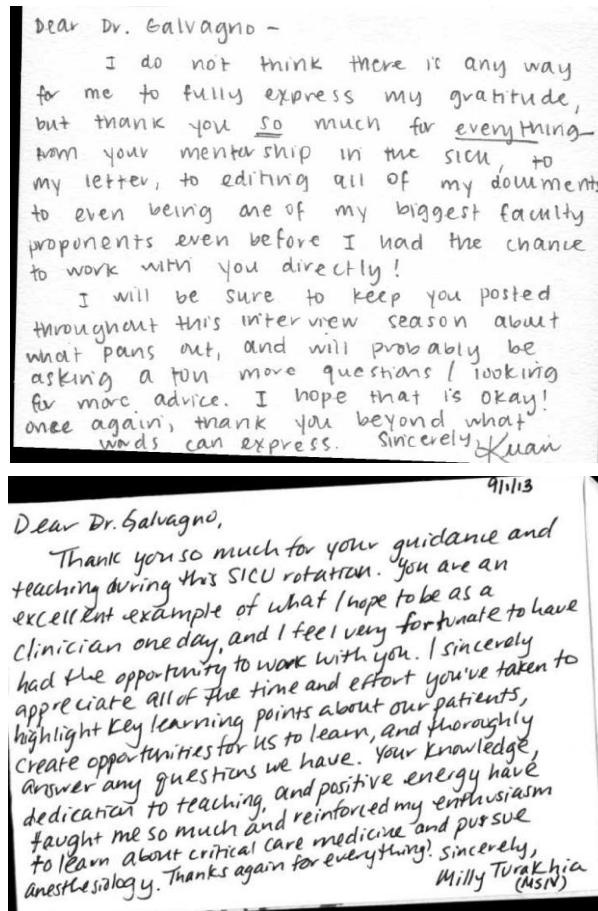 Dear Dr. Galvagno –
I do not think there is any way
for me to fully express my gratitude,
but thank you so much for everything–
from your mentorship in the SICU, to
my letter, to editing all of my documents
to even being one of my biggest faculty
proponents even before I had the chance
to work with you directly!
I will be sure to keep you posted
throughout this interview season about
what pans out, and will probably be
asking a ton more questions / looking
for more advice. I hope that is okay!
once again, thank you beyond what
words can express. Sincerely,
9/1/13
Dear Dr. Galvagno,
Thank you so much for your guidance and
teaching during this SICU rotation. You are an
excellent example of what I hope to be as a
clinician one day, and I feel very fortunate to have
had the opportunity to work with you. I sincerely
appreciate all of the time and effort you've taken to
highlight key learning points about our patients,
create opportunities for us to learn, and thoroughly
answer any questions we have. Your knowledge,
dedication to teaching, and positive energy have
taught me so much and reinforced my enthusiasm
to learn about critical care medicine and pursue
anesthesiology. Thanks again for everything! Sincerely,
Milly Turakhia
(MSIV)